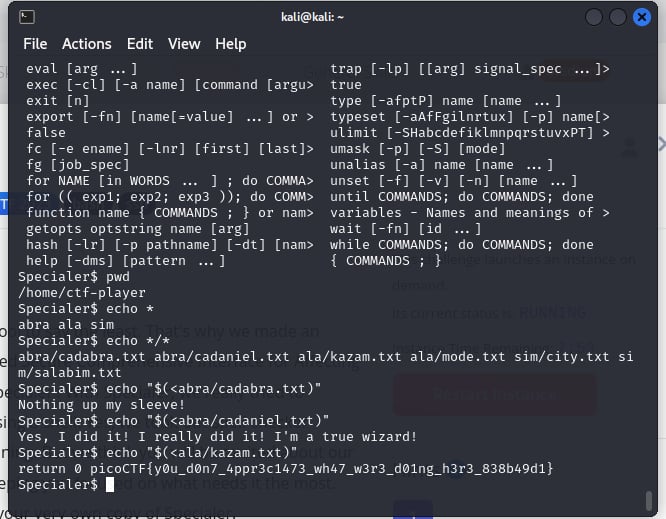 kali@kali: ~
File Actions Edit View Help
eval [arg ...] trap [-lp] [[arg] signal_spec ...]>
exec [-cl] [-a name] [command [argu> true
exit [n] type [-afptP] name [name ...]
export [-fn] [name[=value] ...] or > typeset [-aAfFgilnrtux] [-p] name[>
false ulimit [-SHabcdefiklmnpqrstuvxPT] >
fc [-e ename] [-lnr] [first] [last]> umask [-p] [-S] [mode]
fg [job_spec] unalias [-a] name [name ...]
for NAME [in WORDS ... ] ; do COMMA> unset [-f] [-v] [-n] [name ...]
for (( exp1; exp2; exp3 )); do COMM> until COMMANDS; do COMMANDS; done
function name { COMMANDS ; } or nam> variables - Names and meanings of >
getopts optstring name [arg] wait [-fn] [id ...]
hash [-lr] [-p pathname] [-dt] [nam> while COMMANDS; do COMMANDS; done
help [-dms] [pattern ...] { COMMANDS ; }
Specialer$ pwd
/home/ctf-player
Specialer$ echo *
abra ala sim
Specialer$ echo */*
abra/cadabra.txt abra/cadaniel.txt ala/kazam.txt ala/mode.txt sim/city.txt si
m/salabim.txt
Specialer$ echo "$(<abra/cadabra.txt)"
Nothing up my sleeve!
Specialer$ echo "$(<abra/cadaniel.txt)"
Yes, I did it! I really did it! I'm a true wizard!
Specialer$ echo "$(<ala/kazam.txt)"
return 0 picoCTF{y0u_d0n7_4ppr3c1473_wh47_w3r3_d01ng_h3r3_838b49d1}
Specialer$